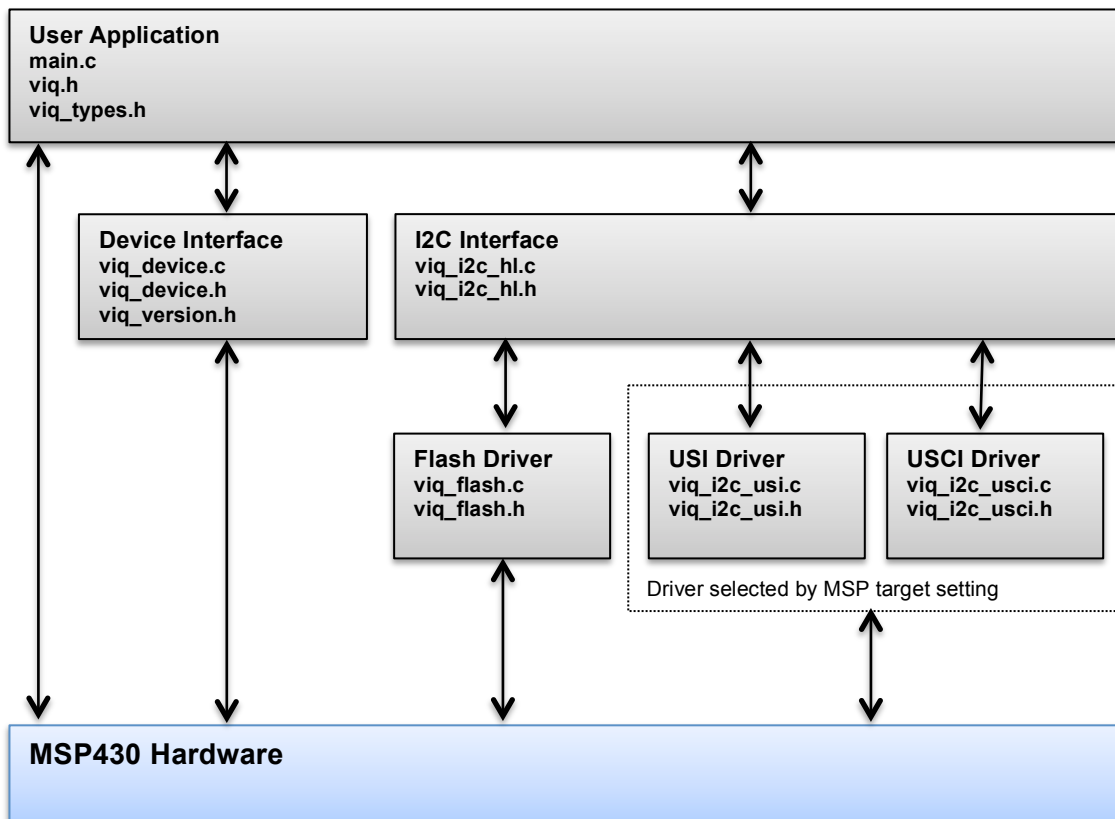 User Application
main.c
viq.h
viq_types.h
Device Interface
viq_device.c
viq_device.h
viq_version.h
I2C Interface
viq_i2c_hl.c
viq_i2c_hl.h
Flash Driver
viq_flash.c
viq_flash.h
USI Driver
viq_i2c_usi.c
viq_i2c_usi.h
USCI Driver
viq_i2c_usci.c
viq_i2c_usci.h
Driver selected by MSP target setting
MSP430 Hardware